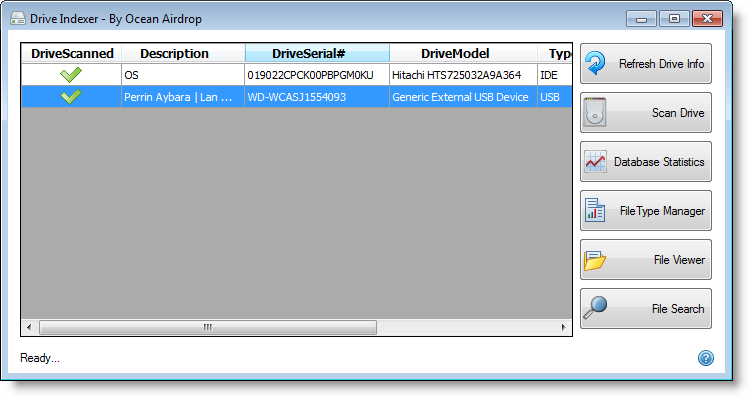 Drive Indexer - By Ocean Airdrop
DriveScanned Description DriveSerial# DriveModel Type
OS 019022CPCK00PBPGM0KU Hitachi HTS725032A9A364 IDE
Perrin Aybara | Lan ... WD-WCASJ1554093 Generic External USB Device USB
Refresh Drive Info
Scan Drive
Database Statistics
FileType Manager
File Viewer
File Search
Ready...